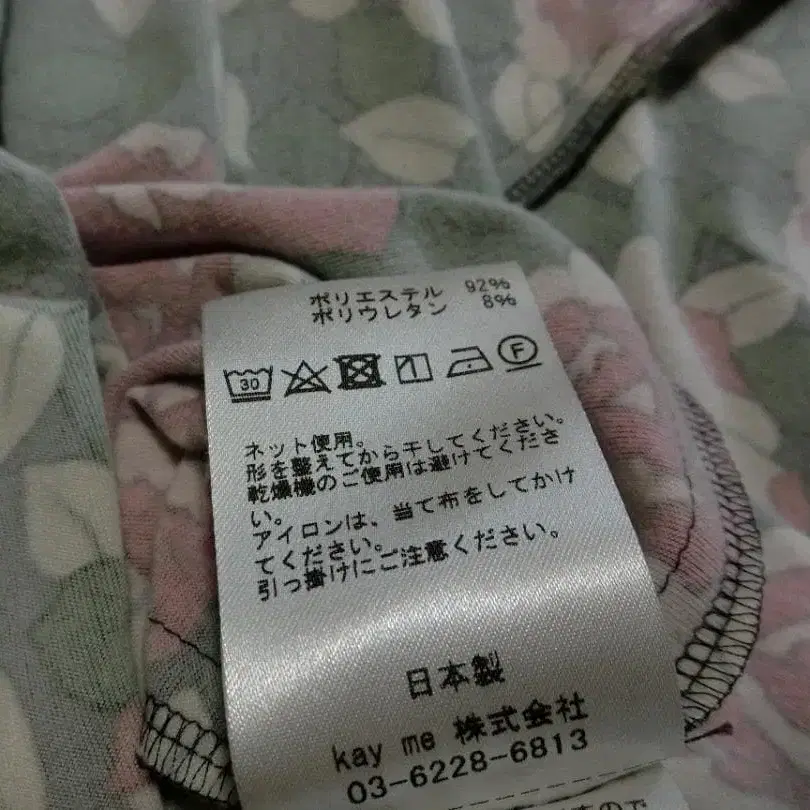 ポリエステル 92%
ポリウレタン 8%
30
F
ネット使用。
形を整えてから干してください。
乾燥機のご使用は避けてくださ
い。
アイロンは、当て布をしてかけ
てください。
引っ掛けにご注意ください。
日本製
kay me 株式会社
03-6228-6813